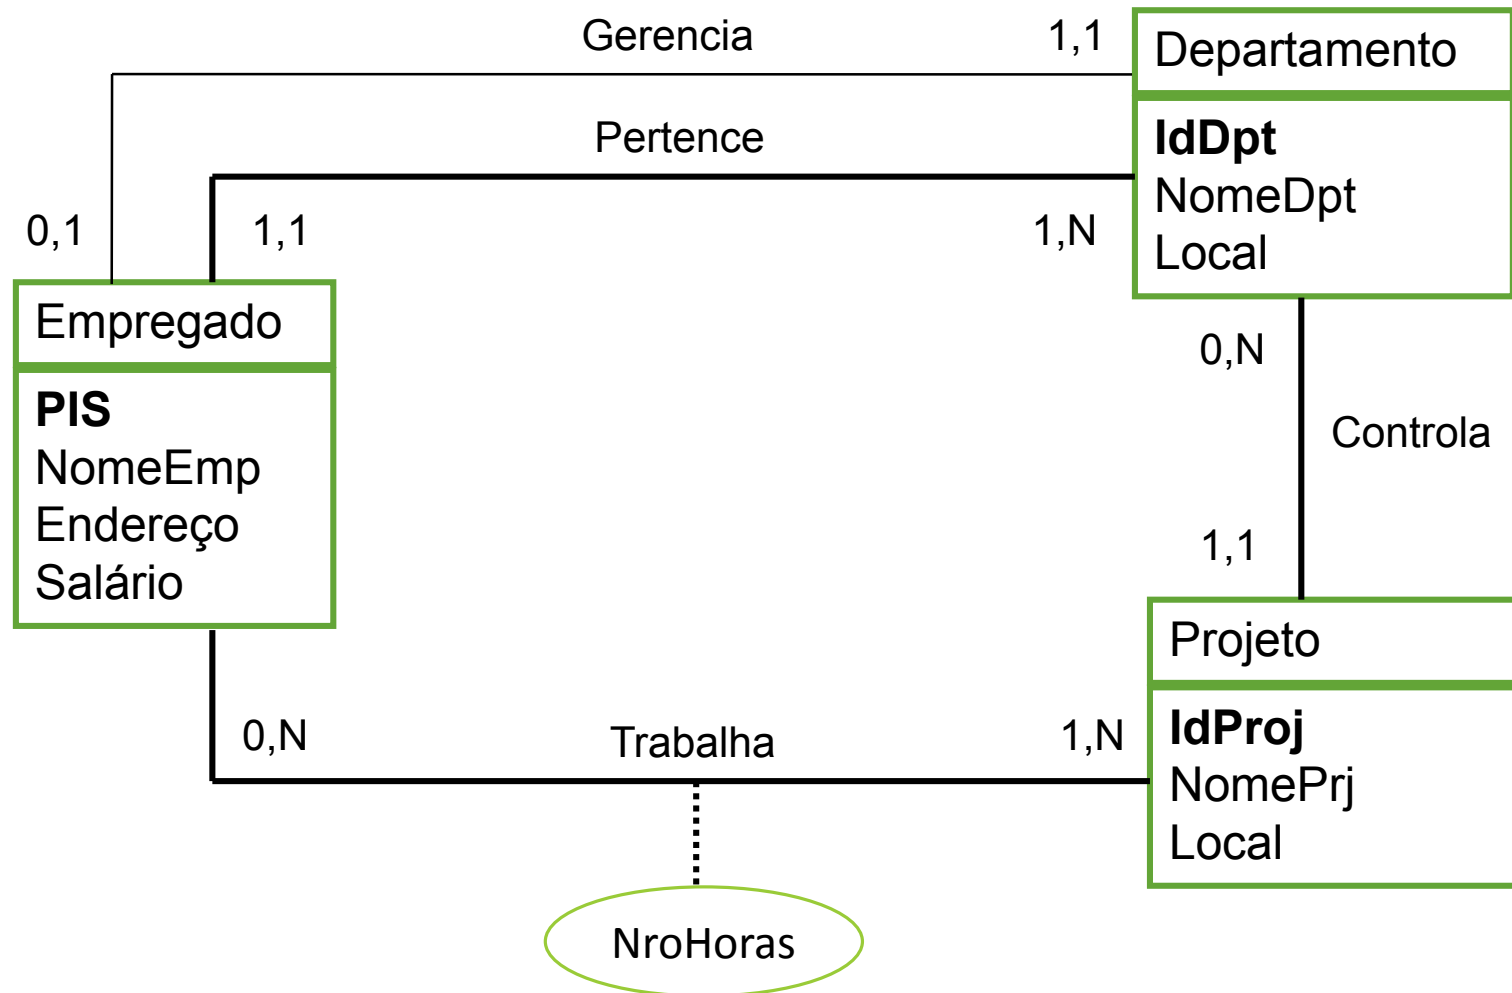 Gerencia
1,1
Departamento
Pertence
IdDpt
NomeDpt
Local
0,1
1,1
1,N
Empregado
PIS
NomeEmp
Endereço
Salário
0,N
Controla
1,1
Projeto
IdProj
NomePrj
Local
0,N
Trabalha
1,N
NroHoras